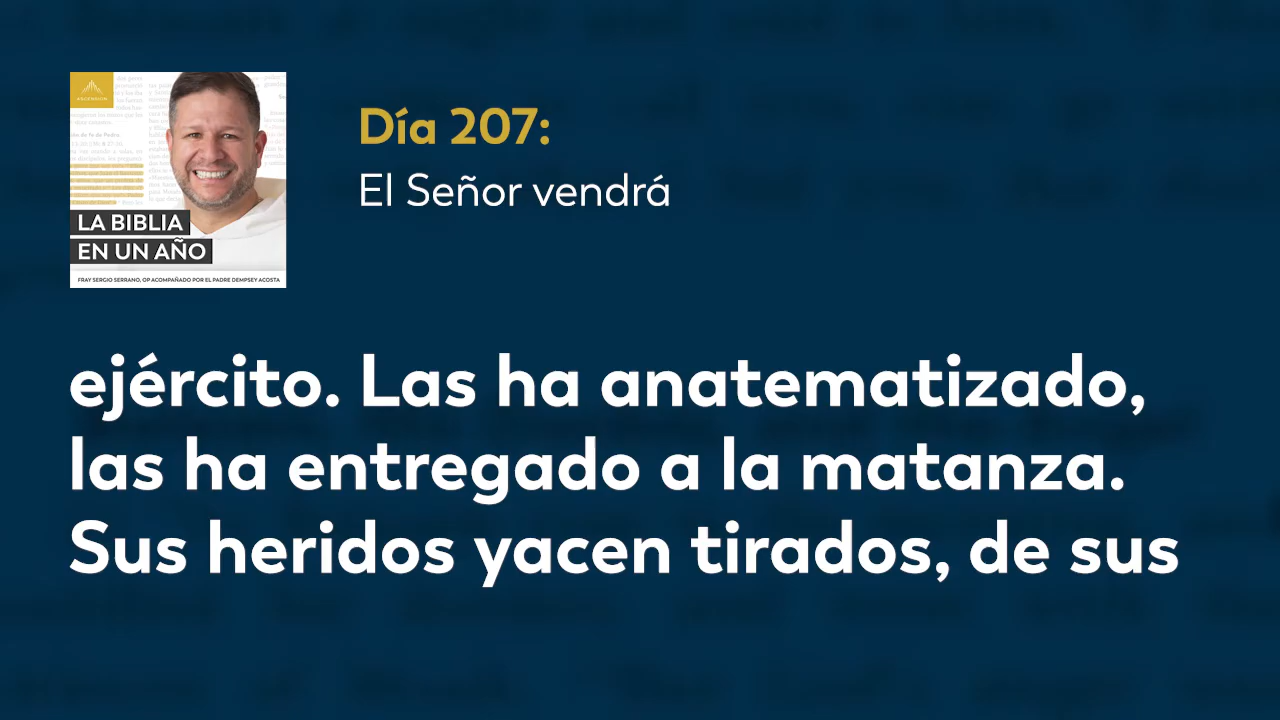 ASCENSION
Día 207:
El Señor vendrá
LA BIBLIA
EN UN AÑO
FRAY SERGIO SERRANO, OP ACOMPAÑADO POR EL PADRE DEMPSEY ACOSTA
ejército. Las ha anatematizado,
las ha entregado a la matanza.
Sus heridos yacen tirados, de sus